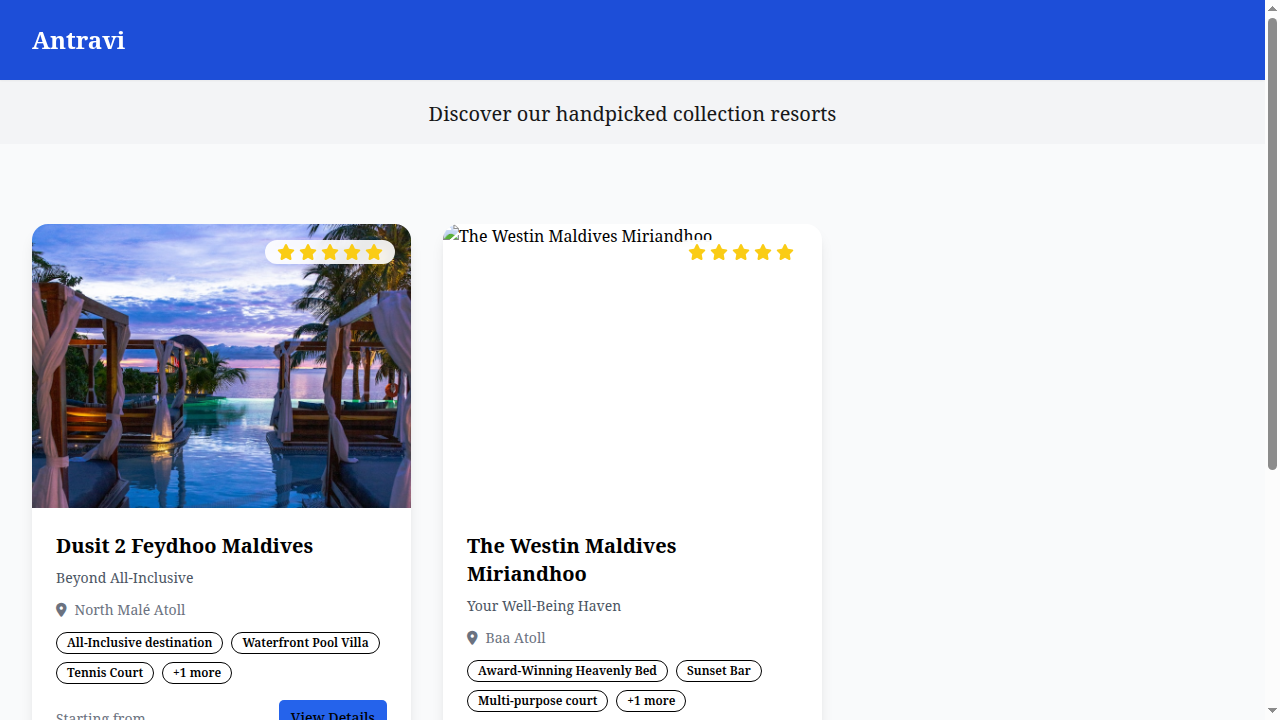 Antravi
Discover our handpicked collection resorts
Dusit 2 Feydhoo Maldives
Beyond All-Inclusive
North Malé Atoll
All-Inclusive destination
Waterfront Pool Villa
Tennis Court
+1 more
Starting from
View Details
The Westin Maldives Miriandhoo
The Westin Maldives
Miriandhoo
Your Well-Being Haven
Baa Atoll
Award-Winning Heavenly Bed
Sunset Bar
Multi-purpose court
+1 more